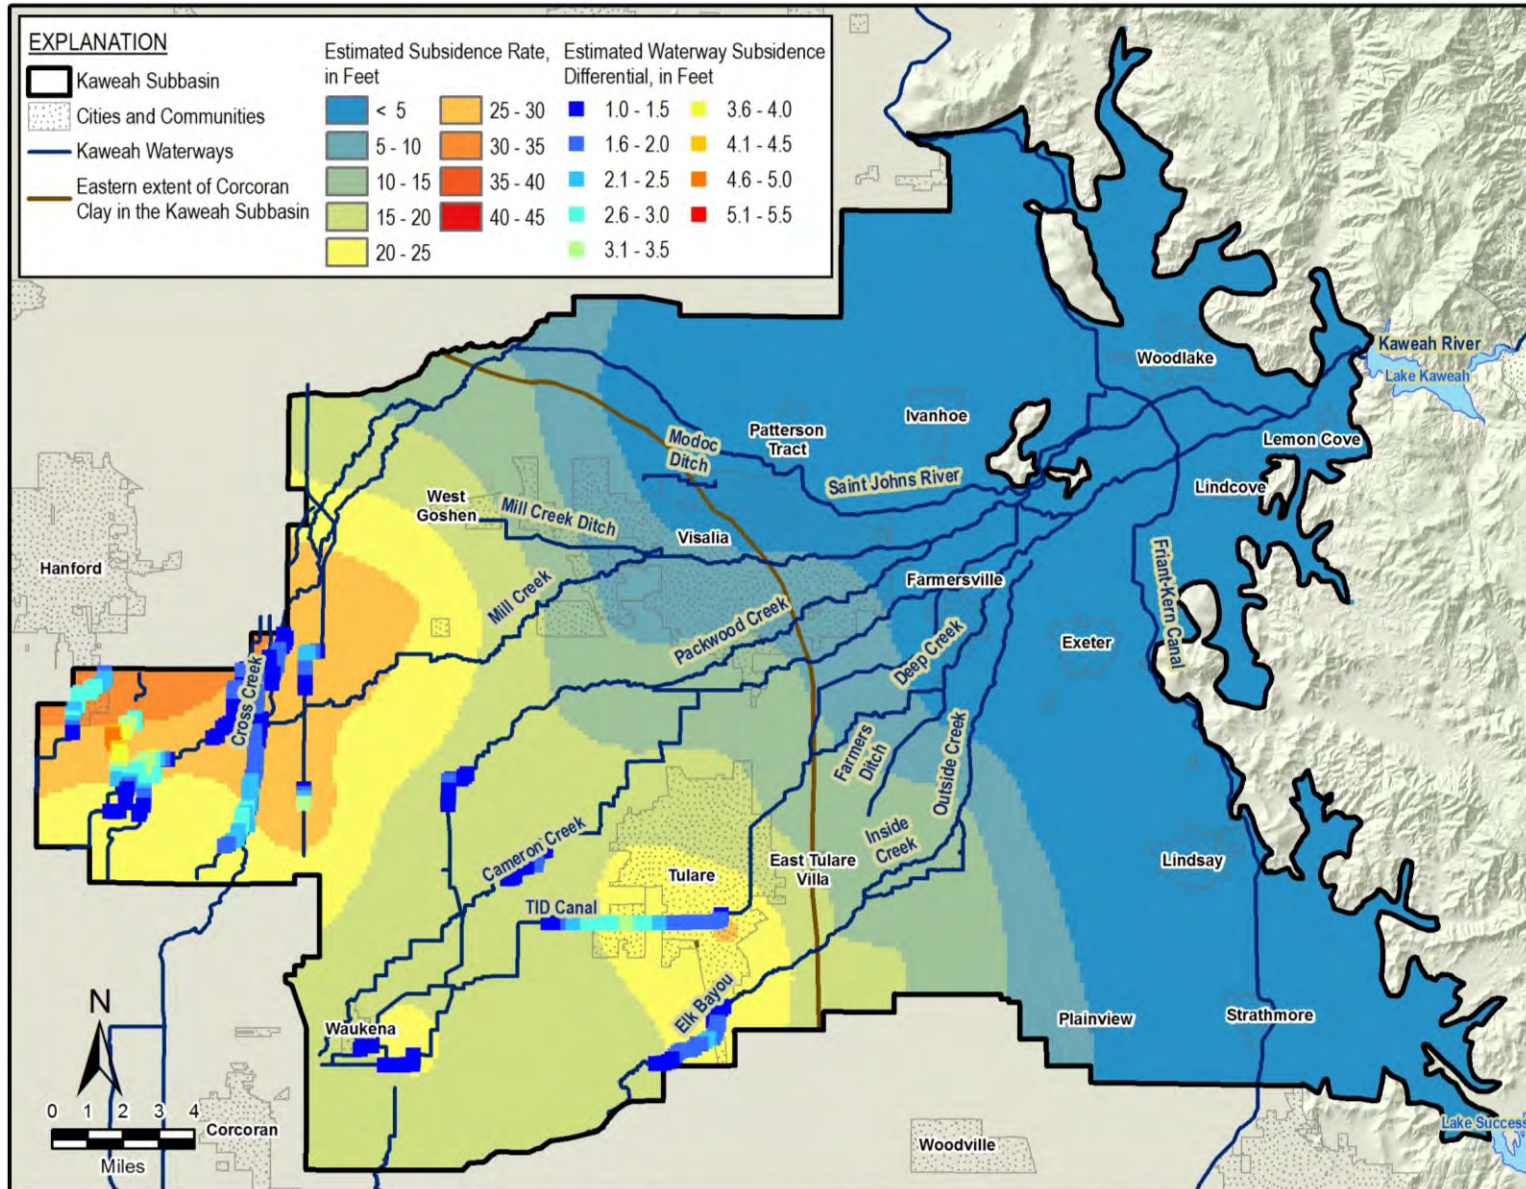 EXPLANATION
Kaweah Subbasin
Cities and Communities
Kaweah Waterways
Eastern extent of Corcoran
Clay in the Kaweah Subbasin
Estimated Subsidence Rate,
in Feet
< 5
5 - 10
10 - 15
15 - 20
20 - 25
25 - 30
30 - 35
35 - 40
40 - 45
Estimated Waterway Subsidence
Differential, in Feet
1.0 - 1.5
1.6 - 2.0
2.1 - 2.5
2.6 - 3.0
3.1 - 3.5
3.6 - 4.0
4.1 - 4.5
4.6 - 5.0
5.1 - 5.5
Kaweah River
Lake Kaweah
Woodlake
Ivanhoe
Patterson
Tract
Lemon Cove
Modoc
Ditch
Saint Johns River
Lindcove
West
Goshen
Mill Creek Ditch
Visalia
Hanford
Mill Creek
Farmersville
Friant-Kern Canal
Packwood Creek
Deep Creek
Exeter
Cross Creek
Farmers
Ditch
Outside Creek
Inside
Creek
Cameron Creek
Tulare
East Tulare
Villa
Lindsay
TID Canal
Elk Bayou
Waukena
Plainview
Strathmore
N
0 1 2 3 4
Miles
Corcoran
Woodville
Lake Success